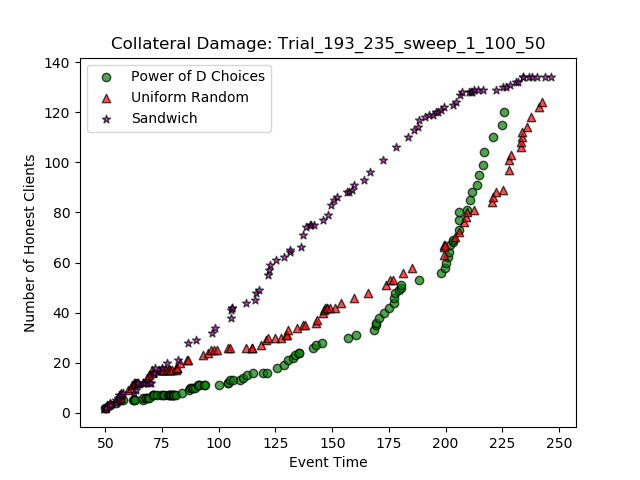 Collateral Damage: Trial_193_235_sweep_1_100_50
Number of Honest Clients
140
120
100
80
60
40
20
0
Power of D Choices
Uniform Random
Sandwich
50 75 100 125 150 175 200 225 250
Event Time